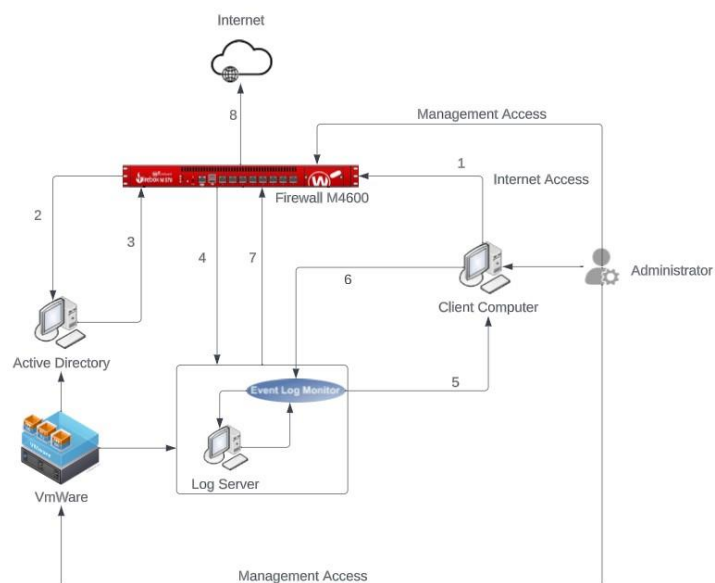 Internet
8
Management Access
1
Internet Access
Firewall M4600
2
3
4
7
6
Client Computer
Administrator
Active Directory
Event Log Monitor
5
Log Server
VmWare
Management Access